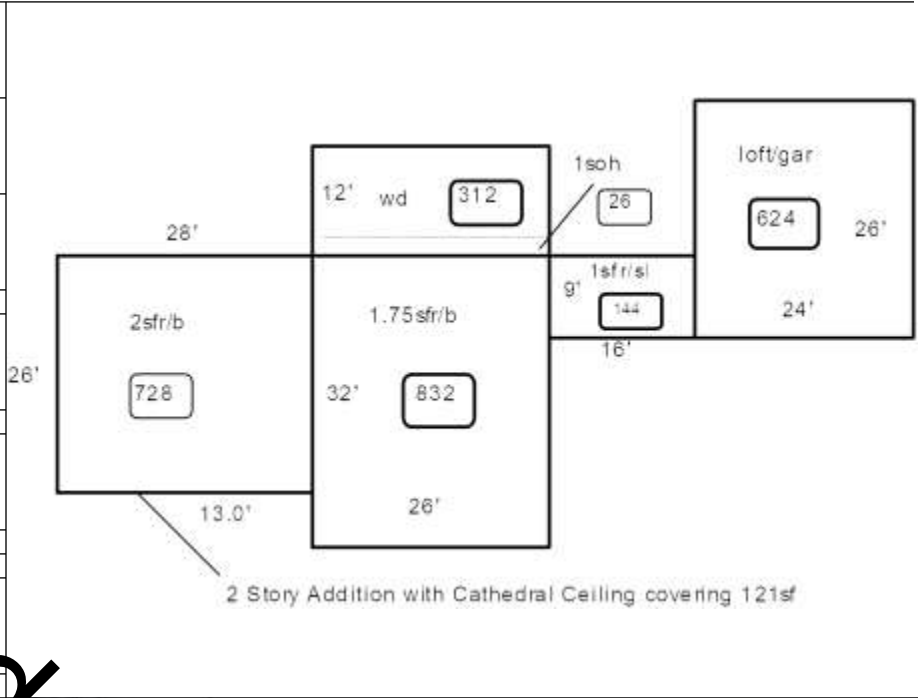 loft/gar
1soh
12'
wd
312
26
624
26'
28'
1sfr/sl
9'
144
24'
16'
2sfr/b
1.75sfr/b
26'
728
32'
832
13.0'
26'
2 Story Addition with Cathedral Ceiling covering 121sf